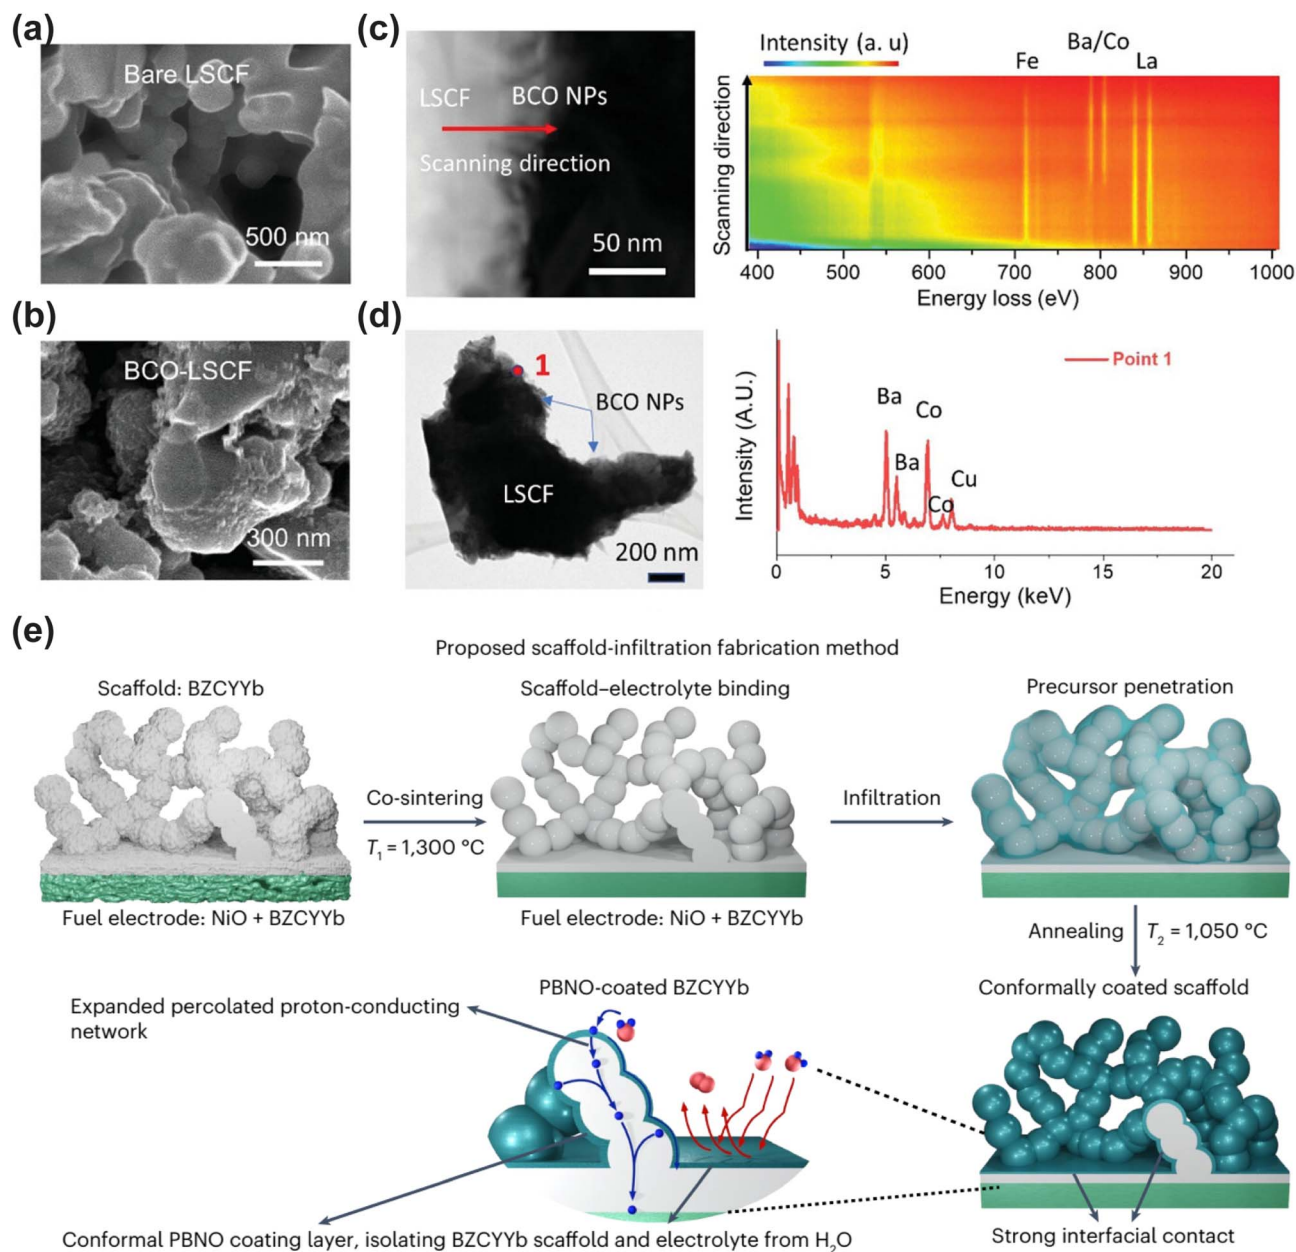 (a)
Bare LSCF
500 nm
(c)
LSCF
BCO NPs
Scanning direction
50 nm
Intensity (a. u)
Fe
Ba/Co
La
Scanning direction
400 500 600 700 800 900 1000
Energy loss (eV)
(b)
BCO-LSCF
300 nm
(d)
1
BCO NPs
LSCF
200 nm
Point 1
Ba
Ba
Co
Co
Cu
Intensity (A.U.)
0 5 10 15 20
Energy (keV)
(e)
Proposed scaffold-infiltration fabrication method
Scaffold: BZCYYb
Scaffold–electrolyte binding
Precursor penetration
Co-sintering
T₁ = 1,300 °C
Infiltration
Fuel electrode: NiO + BZCYYb
Fuel electrode: NiO + BZCYYb
Annealing
T₂ = 1,050 °C
PBNO-coated BZCYYb
Conformally coated scaffold
Expanded percolated proton-conducting
network
Conformal PBNO coating layer, isolating BZCYYb scaffold and electrolyte from H₂O
Strong interfacial contact